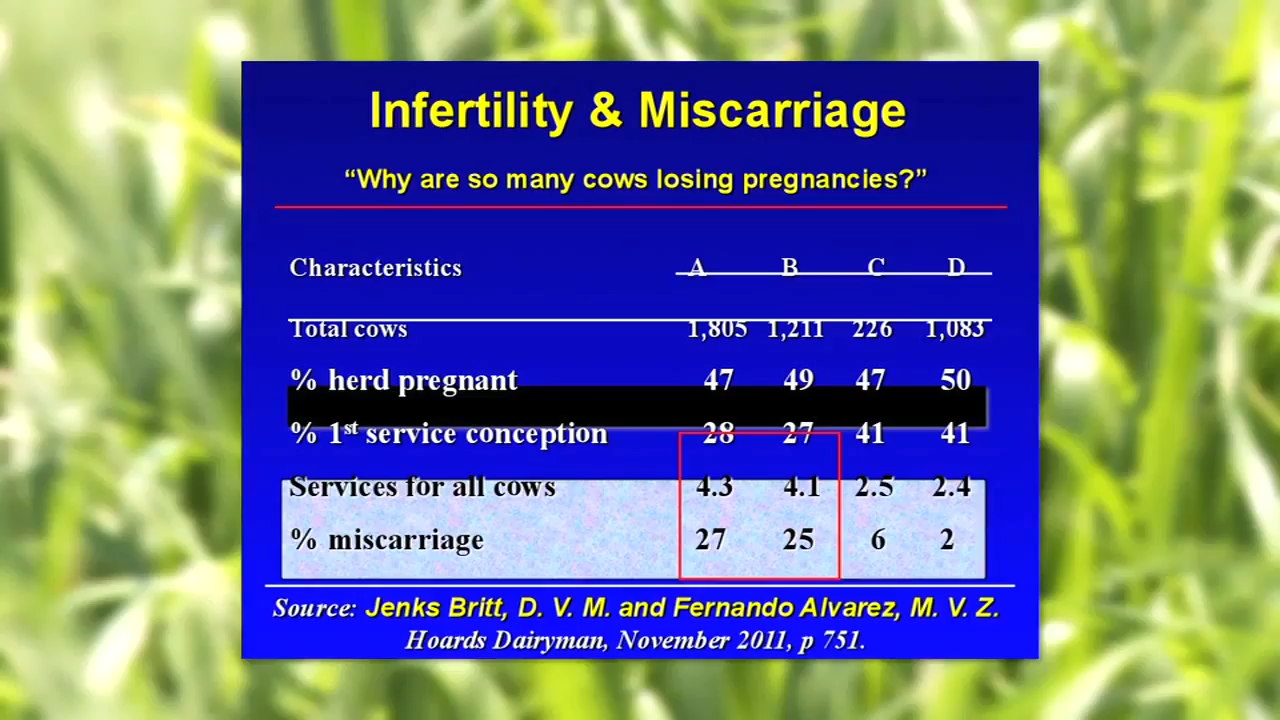 Infertility & Miscarriage
“Why are so many cows losing pregnancies?”
Characteristics A B C D
Total cows 1,805 1,211 226 1,083
% herd pregnant 47 49 47 50
% 1st service conception 28 27 41 41
Services for all cows 4.3 4.1 2.5 2.4
% miscarriage 27 25 6 2
Source: Jenks Britt, D. V. M. and Fernando Alvarez, M. V. Z.
Hoards Dairyman, November 2011, p 751.